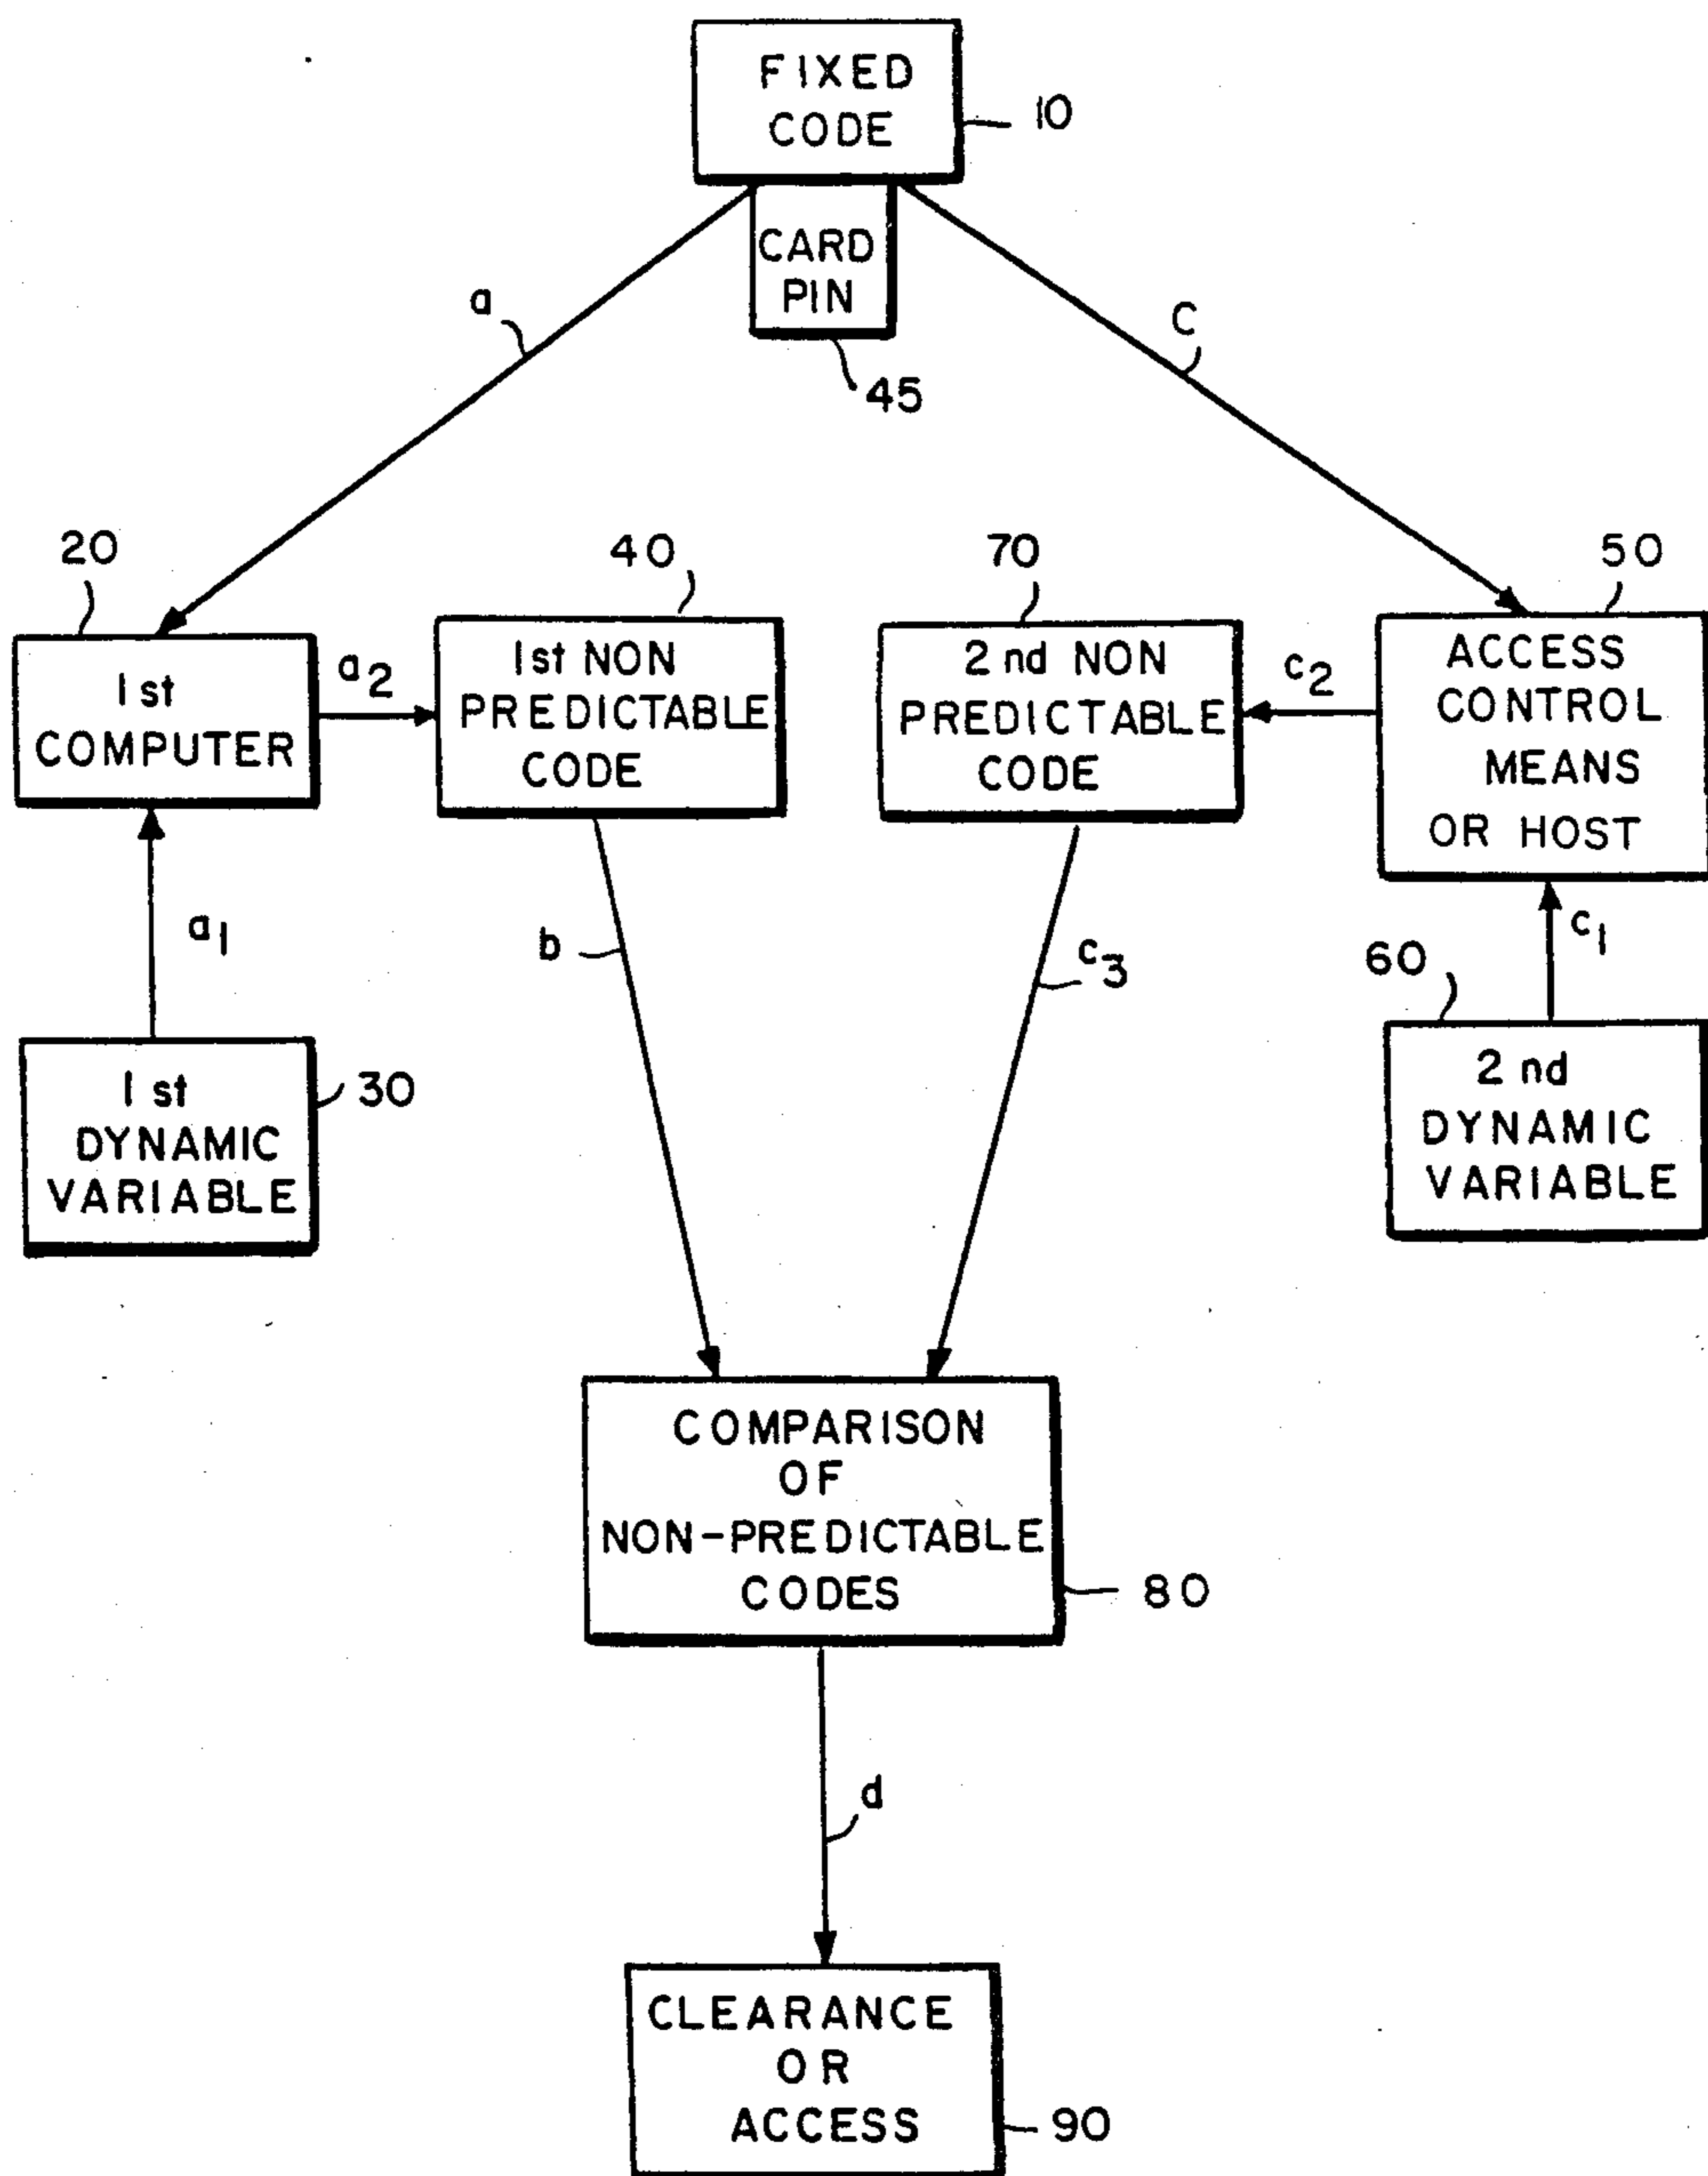 FIXED
CODE
10
CARD
PIN
45
a
C
20
40
70
50
1st
COMPUTER
a2
1st NON
PREDICTABLE
CODE
2nd NON
PREDICTABLE
CODE
c2
ACCESS
CONTROL
MEANS
OR HOST
a1
b
c3
c1
60
1st
DYNAMIC
VARIABLE
30
2nd
DYNAMIC
VARIABLE
COMPARISON
OF
NON-PREDICTABLE
CODES
80
d
CLEARANCE
OR
ACCESS
90